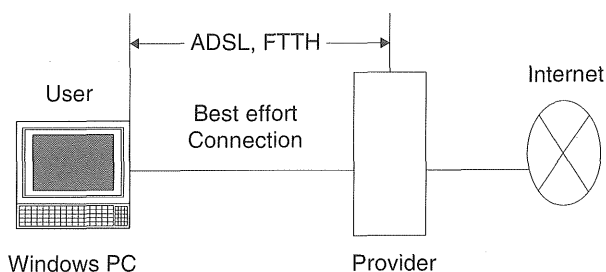 ADSL, FTTH
Internet
User
Best effort
Connection
Windows PC
Provider